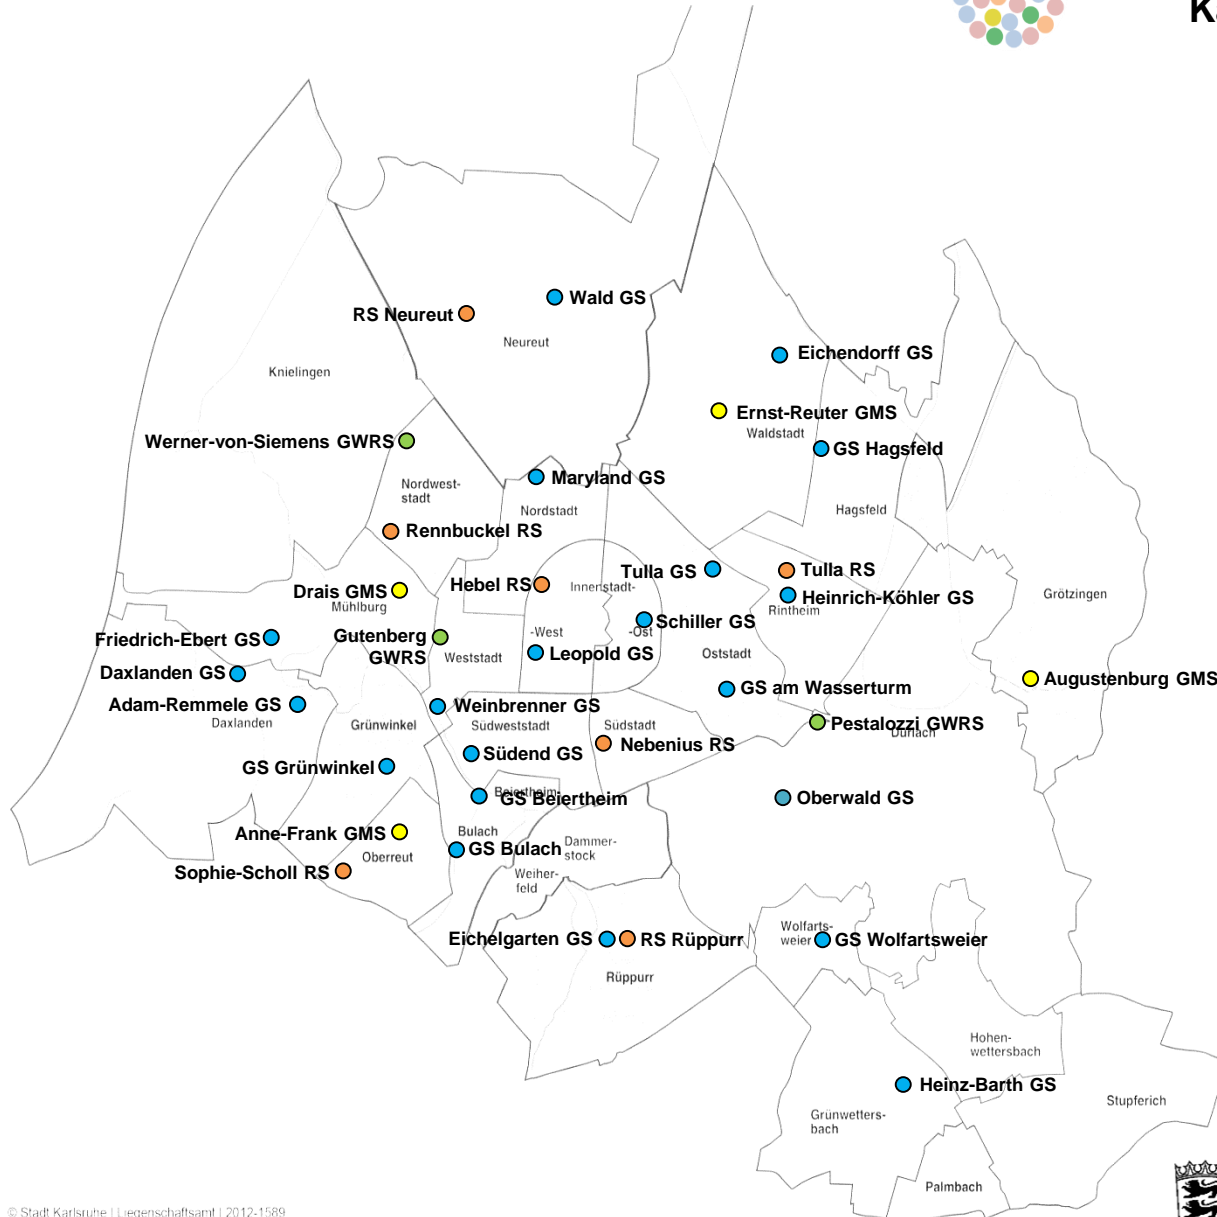 K
Wald GS
RS Neureut
Neureut
Eichendorff GS
Knielingen
Ernst-Reuter GMS
Waldstadt
Werner-von-Siemens GWRS
GS Hagsfeld
Maryland GS
Nordwest-
stadt
Nordstadt
Hagsfeld
Rennbuckel RS
Tulla GS
Tulla RS
Hebel RS
Innerstadt-
Drais GMS
Mühlburg
Heinrich-Köhler GS
Rintheim
Grötzingen
Schiller GS
-West
-Ost
Friedrich-Ebert GS
Gutenberg
GWRS
Weststadt
Leopold GS
Oststadt
Daxlanden GS
Augustenburg GMS
GS am Wasserturm
Adam-Remmele GS
Daxlanden
Weinbrenner GS
Grünwinkel
Südweststadt
Südstadt
Pestalozzi GWRS
Durlach
Nebenius RS
Südend GS
GS Grünwinkel
Beiertheim
GS Beiertheim
Oberwald GS
Anne-Frank GMS
Bulach
Dammer-
stock
GS Bulach
Oberreut
Sophie-Scholl RS
Weiher-
feld
Wolfarts-
weier
Eichelgarten GS
RS Rüppurr
GS Wolfartsweier
Rüppurr
Hohen-
wettersbach
Heinz-Barth GS
Stupferich
Grünwetters-
bach
Palmbach
© Stadt Karlsruhe | Liegenschaftsamt | 2012-1589